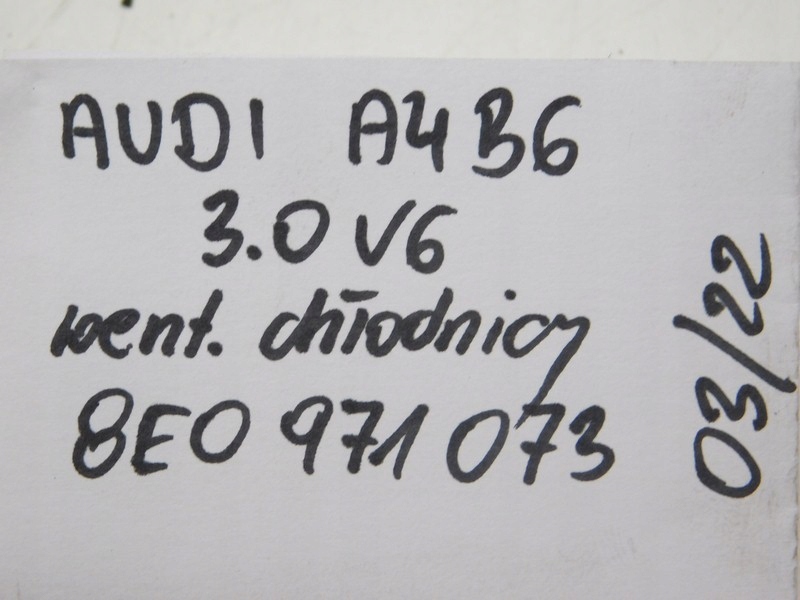 AUDI A4 B6
3.0 V6
went. chłodnicy
8E0 971 073
03/22